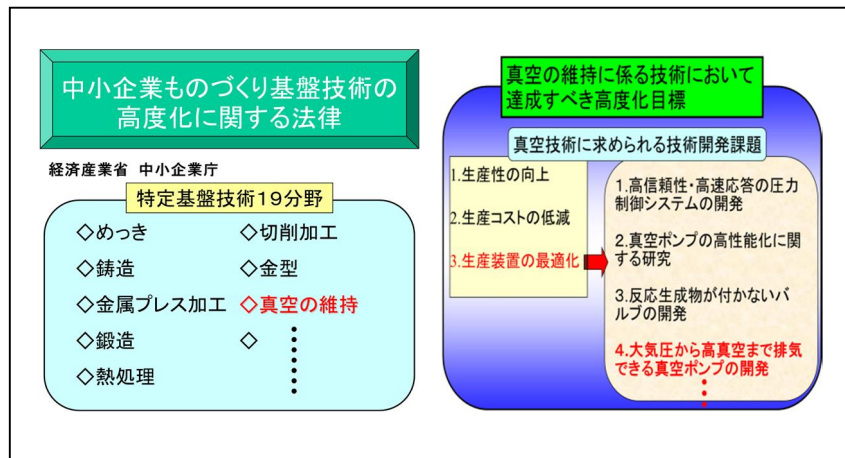 中小企業ものづくり基盤技術の
高度化に関する法律
経済産業省 中小企業庁
特定基盤技術19分野
◇めっき
◇鋳造
◇金属プレス加工
◇鍛造
◇熱処理
◇切削加工
◇金型
◇真空の維持
◇
真空の維持に係る技術において
達成すべき高度化目標
真空技術に求められる技術開発課題
1.生産性の向上
2.生産コストの低減
3.生産装置の最適化
1.高信頼性・高速応答の圧力
制御システムの開発
2.真空ポンプの高性能化に関
する研究
3.反応生成物が付かないバ
ルブの開発
4.大気圧から高真空まで排気
できる真空ポンプの開発